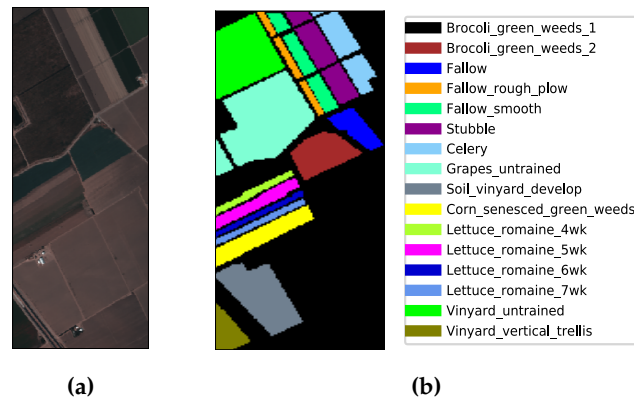 Brocoli_green_weeds_1
Brocoli_green_weeds_2
Fallow
Fallow_rough_plow
Fallow_smooth
Stubble
Celery
Grapes_untrained
Soil_vinyard_develop
Corn_senesced_green_weeds
Lettuce_romaine_4wk
Lettuce_romaine_5wk
Lettuce_romaine_6wk
Lettuce_romaine_7wk
Vinyard_untrained
Vinyard_vertical_trellis
(a)
(b)